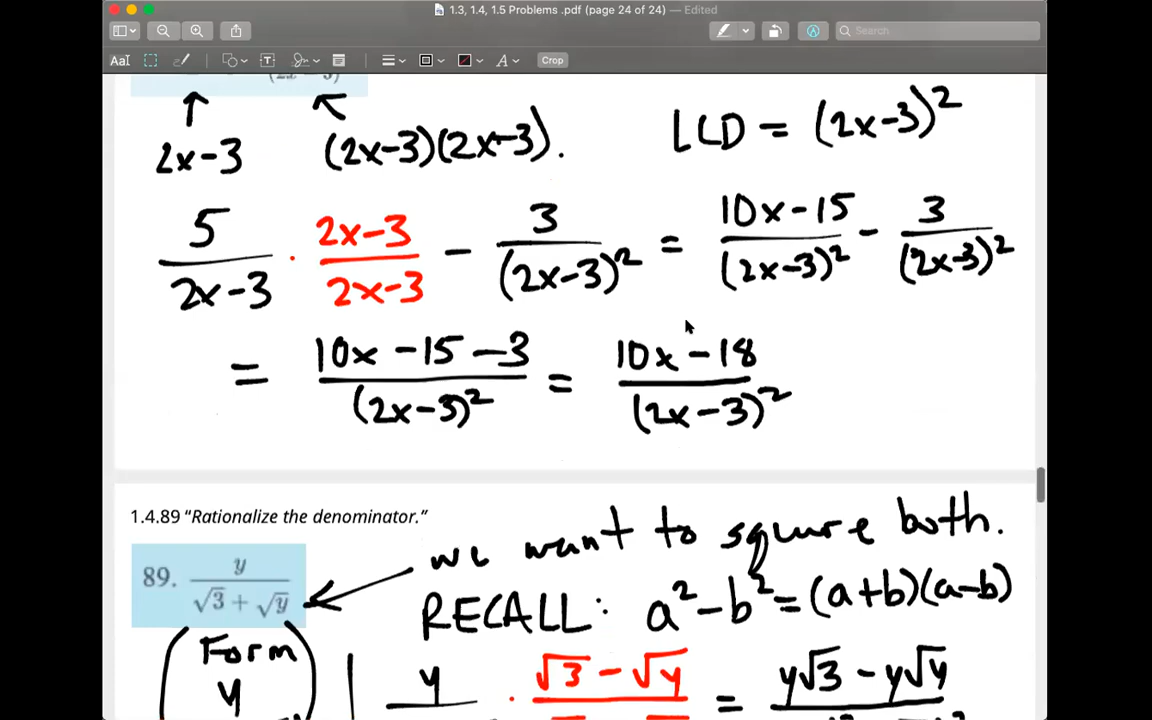 1.3, 1.4, 1.5 Problems .pdf (page 24 of 24) — Edited
Search
AaI
T
A
Crop
2x-3 (2x-3)(2x-3). LCD = (2x-3)²
5/(2x-3) · (2x-3)/(2x-3) - 3/(2x-3)² = (10x-15)/(2x-3)² - 3/(2x-3)²
= (10x-15-3)/(2x-3)² = (10x-18)/(2x-3)²
1.4.89 “Rationalize the denominator.”
we want to square both.
89. y/(√3 + √y)
RECALL: a²-b²=(a+b)(a-b)
Form
y
y · √3 - √y = y√3 - y√y